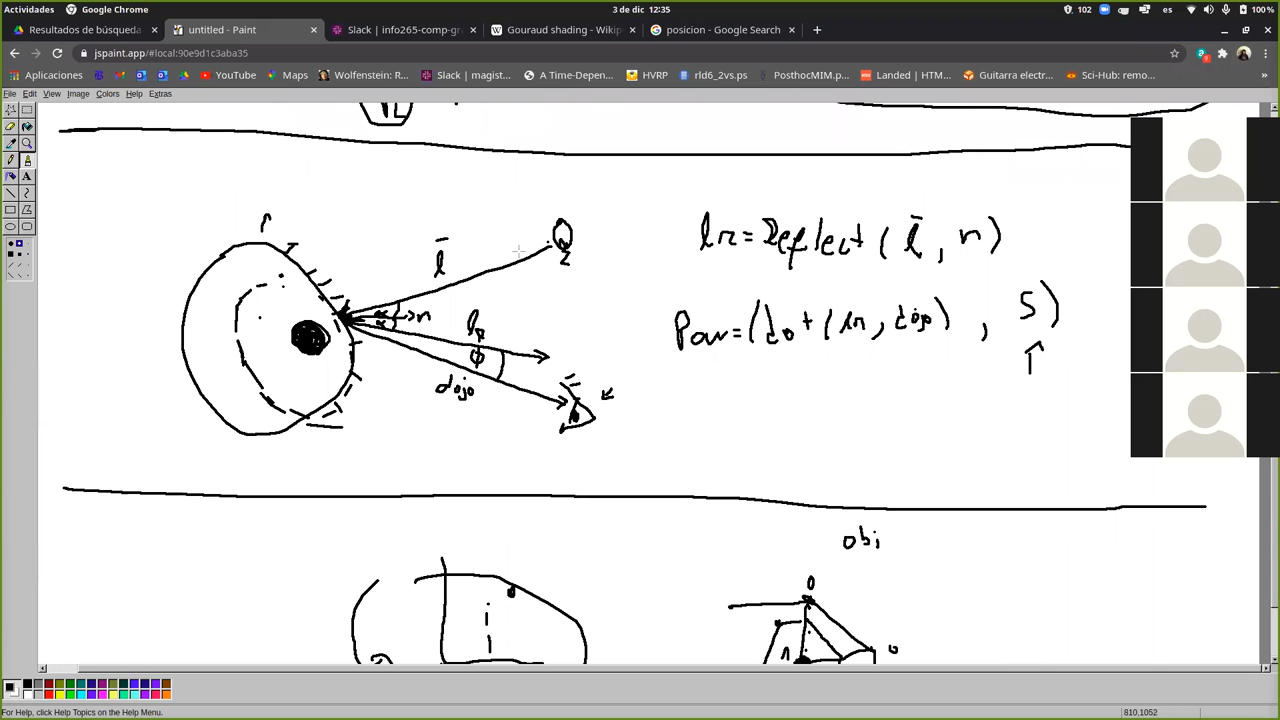 Actividades
Google Chrome
3 de dic 12:35
102
es
100 %
Resultados de búsqueda
untitled - Paint
Slack | info265-comp-gr
Gouraud shading - Wikip
posicion - Google Search
jspaint.app/#local:90e9d1c3aba35
Aplicaciones
YouTube
Maps
Wolfenstein: R...
Slack | magist...
A Time-Depen...
HVRP
rld6_2vs.ps
PosthocMIM.p...
Landed | HTM...
Guitarra electr...
Sci-Hub: remo...
File Edit View Image Colors Help Extras
l̄
n
lR
ϕ
dojo
lr = Reflect ( l̄ , n )
Pow = (dot (lr, dojo) , S)
obj
For Help, click Help Topics on the Help Menu.
810,1052